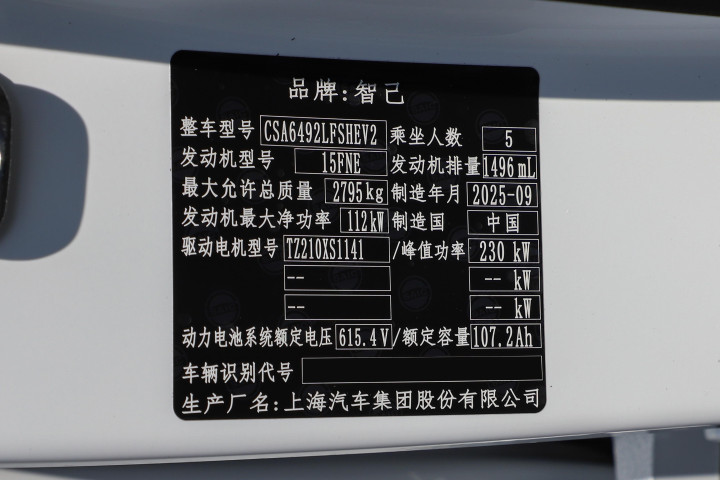 品牌:智己
整车型号 CSA6492LFSHEV2 乘坐人数 5
发动机型号 15FNE 发动机排量 1496mL
最大允许总质量 2795kg 制造年月 2025-09
发动机最大净功率 112kW 制造国 中国
驱动电机型号 TZ210XS1141 /峰值功率 230 kW
-- -- kW
-- -- kW
动力电池系统额定电压 615.4V /额定容量 107.2Ah
车辆识别代号
生产厂名:上海汽车集团股份有限公司